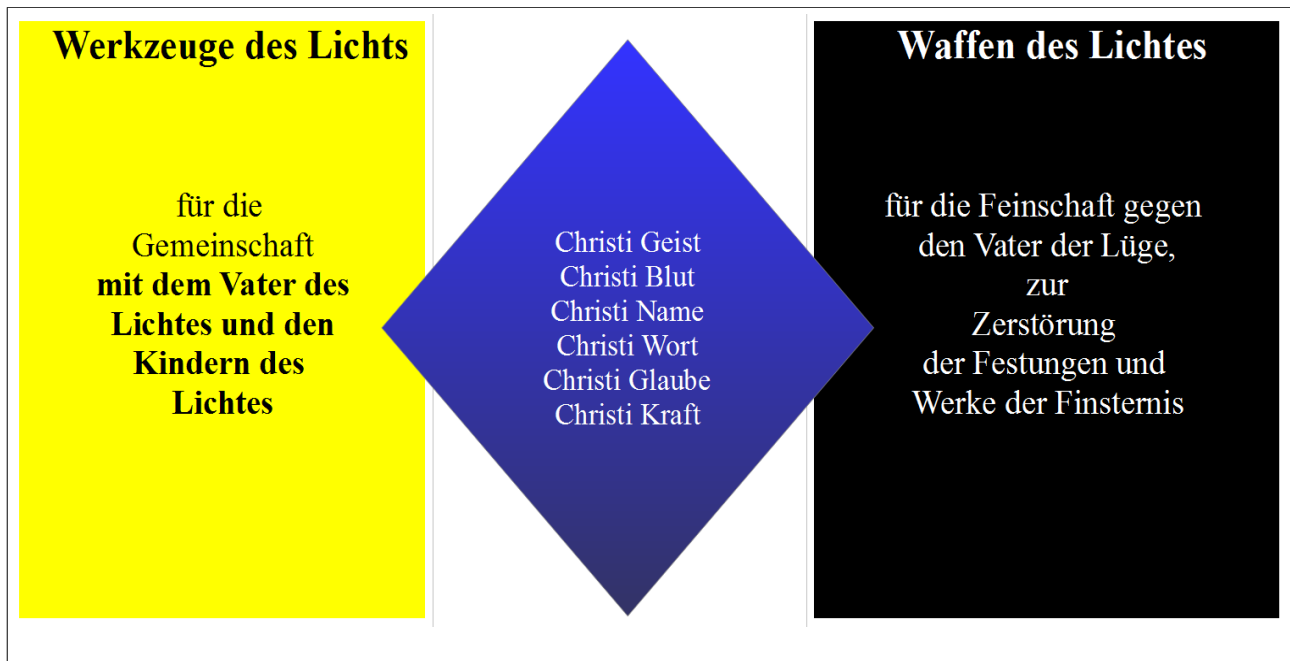 Werkzeuge des Lichts
für die
Gemeinschaft
mit dem Vater des
Lichtes und den
Kindern des
Lichtes
Christi Geist
Christi Blut
Christi Name
Christi Wort
Christi Glaube
Christi Kraft
Waffen des Lichtes
für die Feinschaft gegen
den Vater der Lüge,
zur
Zerstörung
der Festungen und
Werke der Finsternis